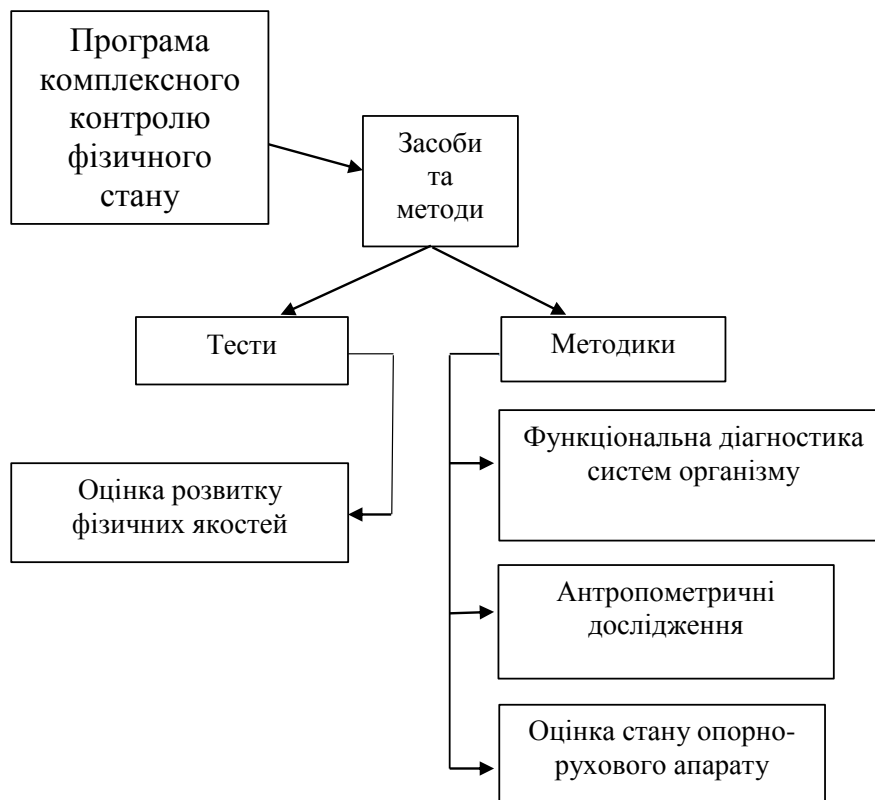 Програма
комплексного
контролю
фізичного
стану
Засоби
та
методи
Тести
Методики
Функціональна діагностика
систем організму
Оцінка розвитку
фізичних якостей
Антропометричні
дослідження
Оцінка стану опорно-
рухового апарату